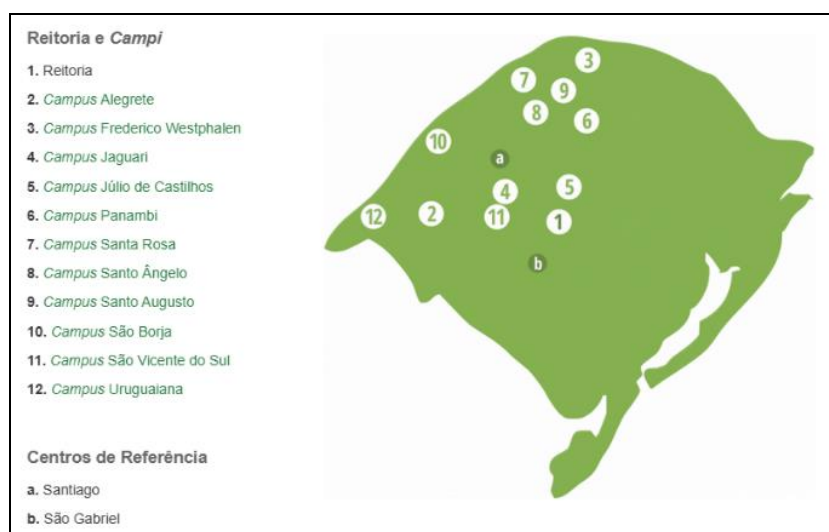 Reitoria e Campi
1. Reitoria
2. Campus Alegrete
3. Campus Frederico Westphalen
4. Campus Jaguari
5. Campus Júlio de Castilhos
6. Campus Panambi
7. Campus Santa Rosa
8. Campus Santo Ângelo
9. Campus Santo Augusto
10. Campus São Borja
11. Campus São Vicente do Sul
12. Campus Uruguaiana
Centros de Referência
a. Santiago
b. São Gabriel
3
7
9
8
6
10
a
4
5
12
2
11
1
b